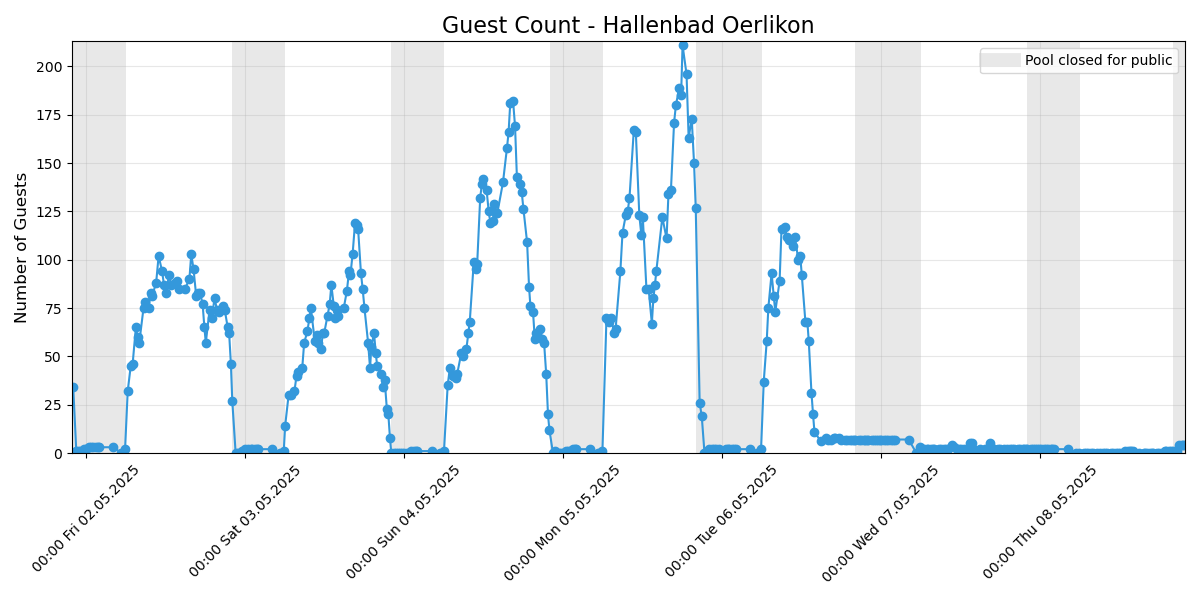 Guest Count - Hallenbad Oerlikon
Pool closed for public
Number of Guests
200
175
150
125
100
75
50
25
0
00:00 Fri 02.05.2025
00:00 Sat 03.05.2025
00:00 Sun 04.05.2025
00:00 Mon 05.05.2025
00:00 Tue 06.05.2025
00:00 Wed 07.05.2025
00:00 Thu 08.05.2025